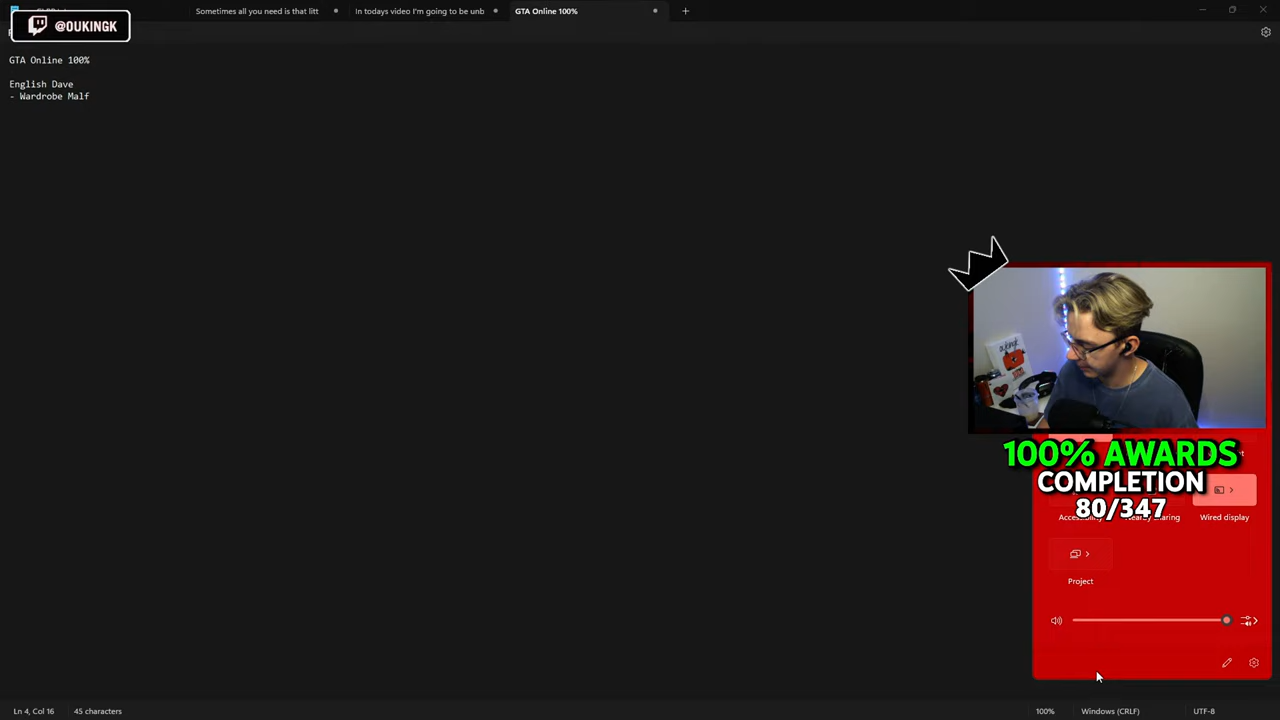 @OUKINGK
Sometimes all you need is that litt
In todays video I'm going to be unb
GTA Online 100%
GTA Online 100%
English Dave
- Wardrobe Malf
100% AWARDS
COMPLETION
80/347
Wired display
Project
Ln 4, Col 16
45 characters
100%
Windows (CRLF)
UTF-8